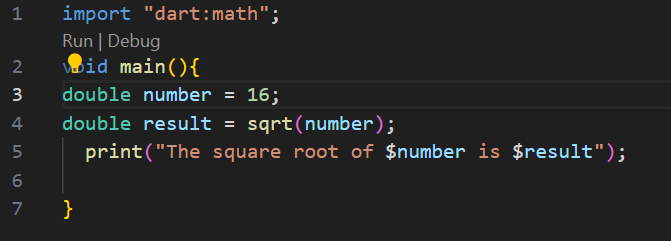 1 import "dart:math";
Run | Debug
2 void main(){
3 double number = 16;
4 double result = sqrt(number);
5 print("The square root of $number is $result");
6
7 }